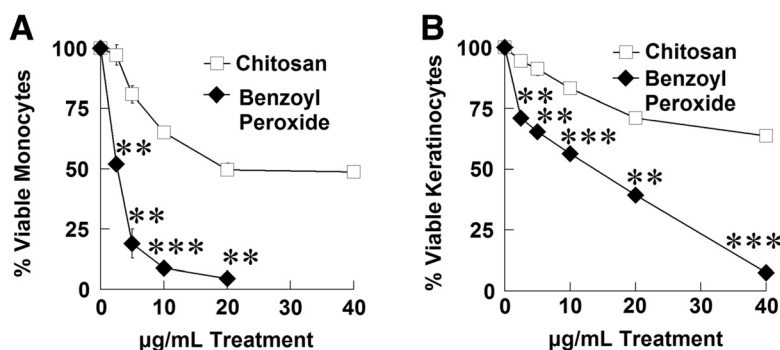 A
% Viable Monocytes
100
75
50
25
0
Chitosan
Benzoyl
Peroxide
**
**
***
**
0
10
20
30
40
µg/mL Treatment
B
% Viable Keratinocytes
100
75
50
25
0
Chitosan
Benzoyl
Peroxide
**
**
***
**
***
0
10
20
30
40
µg/mL Treatment